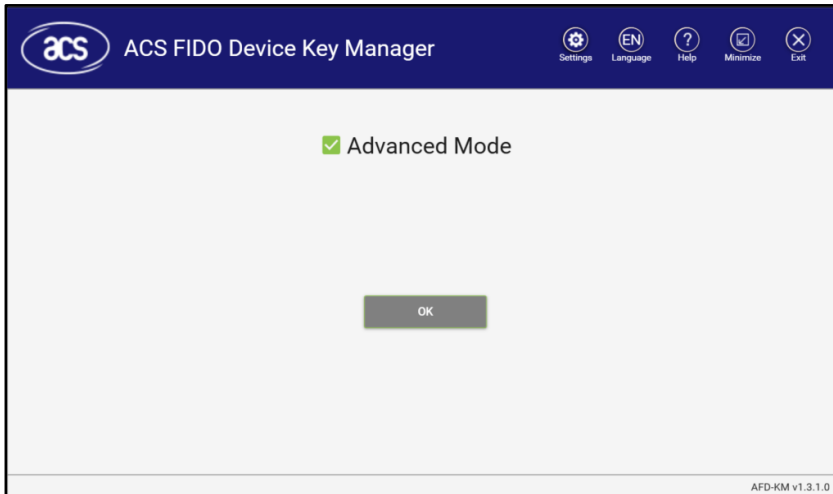 acs
ACS FIDO Device Key Manager
Settings
EN
Language
?
Help
Minimize
Exit
Advanced Mode
OK
AFD-KM v1.3.1.0